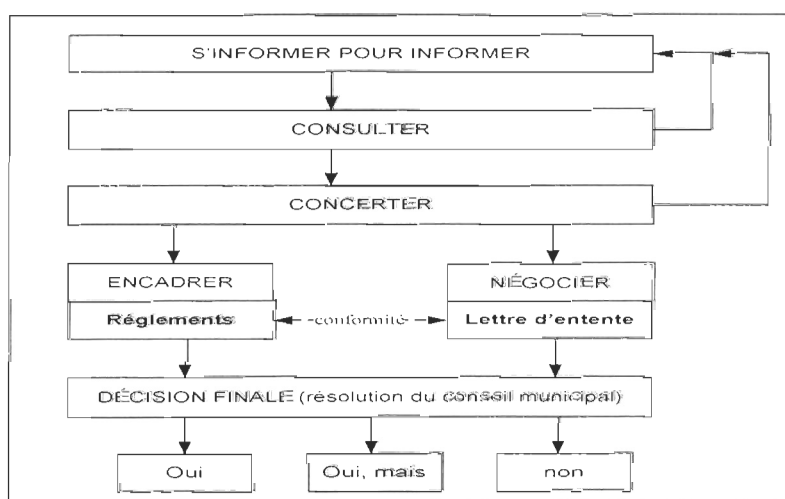 S'INFORMER POUR INFORMER
CONSULTER
CONCERTER
ENCADRER
NÉGOCIER
Réglements
conformité
Lettre d'entente
DÉCISION FINALE (résolution du conseil municipal)
Oui
Oui, mais
non